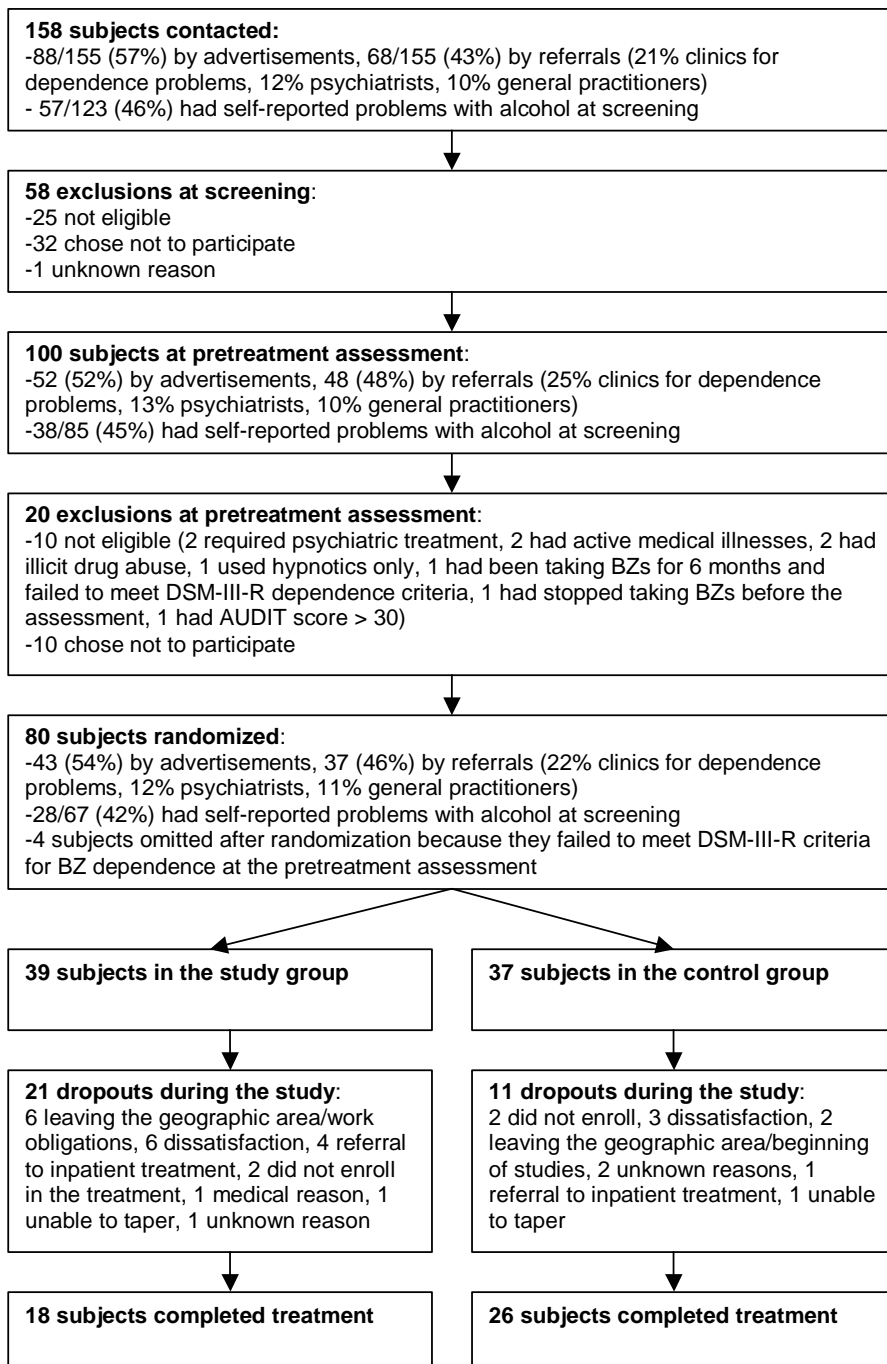 158 subjects contacted:
-88/155 (57%) by advertisements, 68/155 (43%) by referrals (21% clinics for
dependence problems, 12% psychiatrists, 10% general practitioners)
- 57/123 (46%) had self-reported problems with alcohol at screening
58 exclusions at screening:
-25 not eligible
-32 chose not to participate
-1 unknown reason
100 subjects at pretreatment assessment:
-52 (52%) by advertisements, 48 (48%) by referrals (25% clinics for dependence
problems, 13% psychiatrists, 10% general practitioners)
-38/85 (45%) had self-reported problems with alcohol at screening
20 exclusions at pretreatment assessment:
-10 not eligible (2 required psychiatric treatment, 2 had active medical illnesses, 2 had
illicit drug abuse, 1 used hypnotics only, 1 had been taking BZs for 6 months and
failed to meet DSM-III-R dependence criteria, 1 had stopped taking BZs before the
assessment, 1 had AUDIT score > 30)
-10 chose not to participate
80 subjects randomized:
-43 (54%) by advertisements, 37 (46%) by referrals (22% clinics for dependence
problems, 12% psychiatrists, 11% general practitioners)
-28/67 (42%) had self-reported problems with alcohol at screening
-4 subjects omitted after randomization because they failed to meet DSM-III-R criteria
for BZ dependence at the pretreatment assessment
39 subjects in the study group
37 subjects in the control group
21 dropouts during the study:
6 leaving the geographic area/work
obligations, 6 dissatisfaction, 4 referral
to inpatient treatment, 2 did not enroll
in the treatment, 1 medical reason, 1
unable to taper, 1 unknown reason
11 dropouts during the study:
2 did not enroll, 3 dissatisfaction, 2
leaving the geographic area/beginning
of studies, 2 unknown reasons, 1
referral to inpatient treatment, 1 unable
to taper
18 subjects completed treatment
26 subjects completed treatment